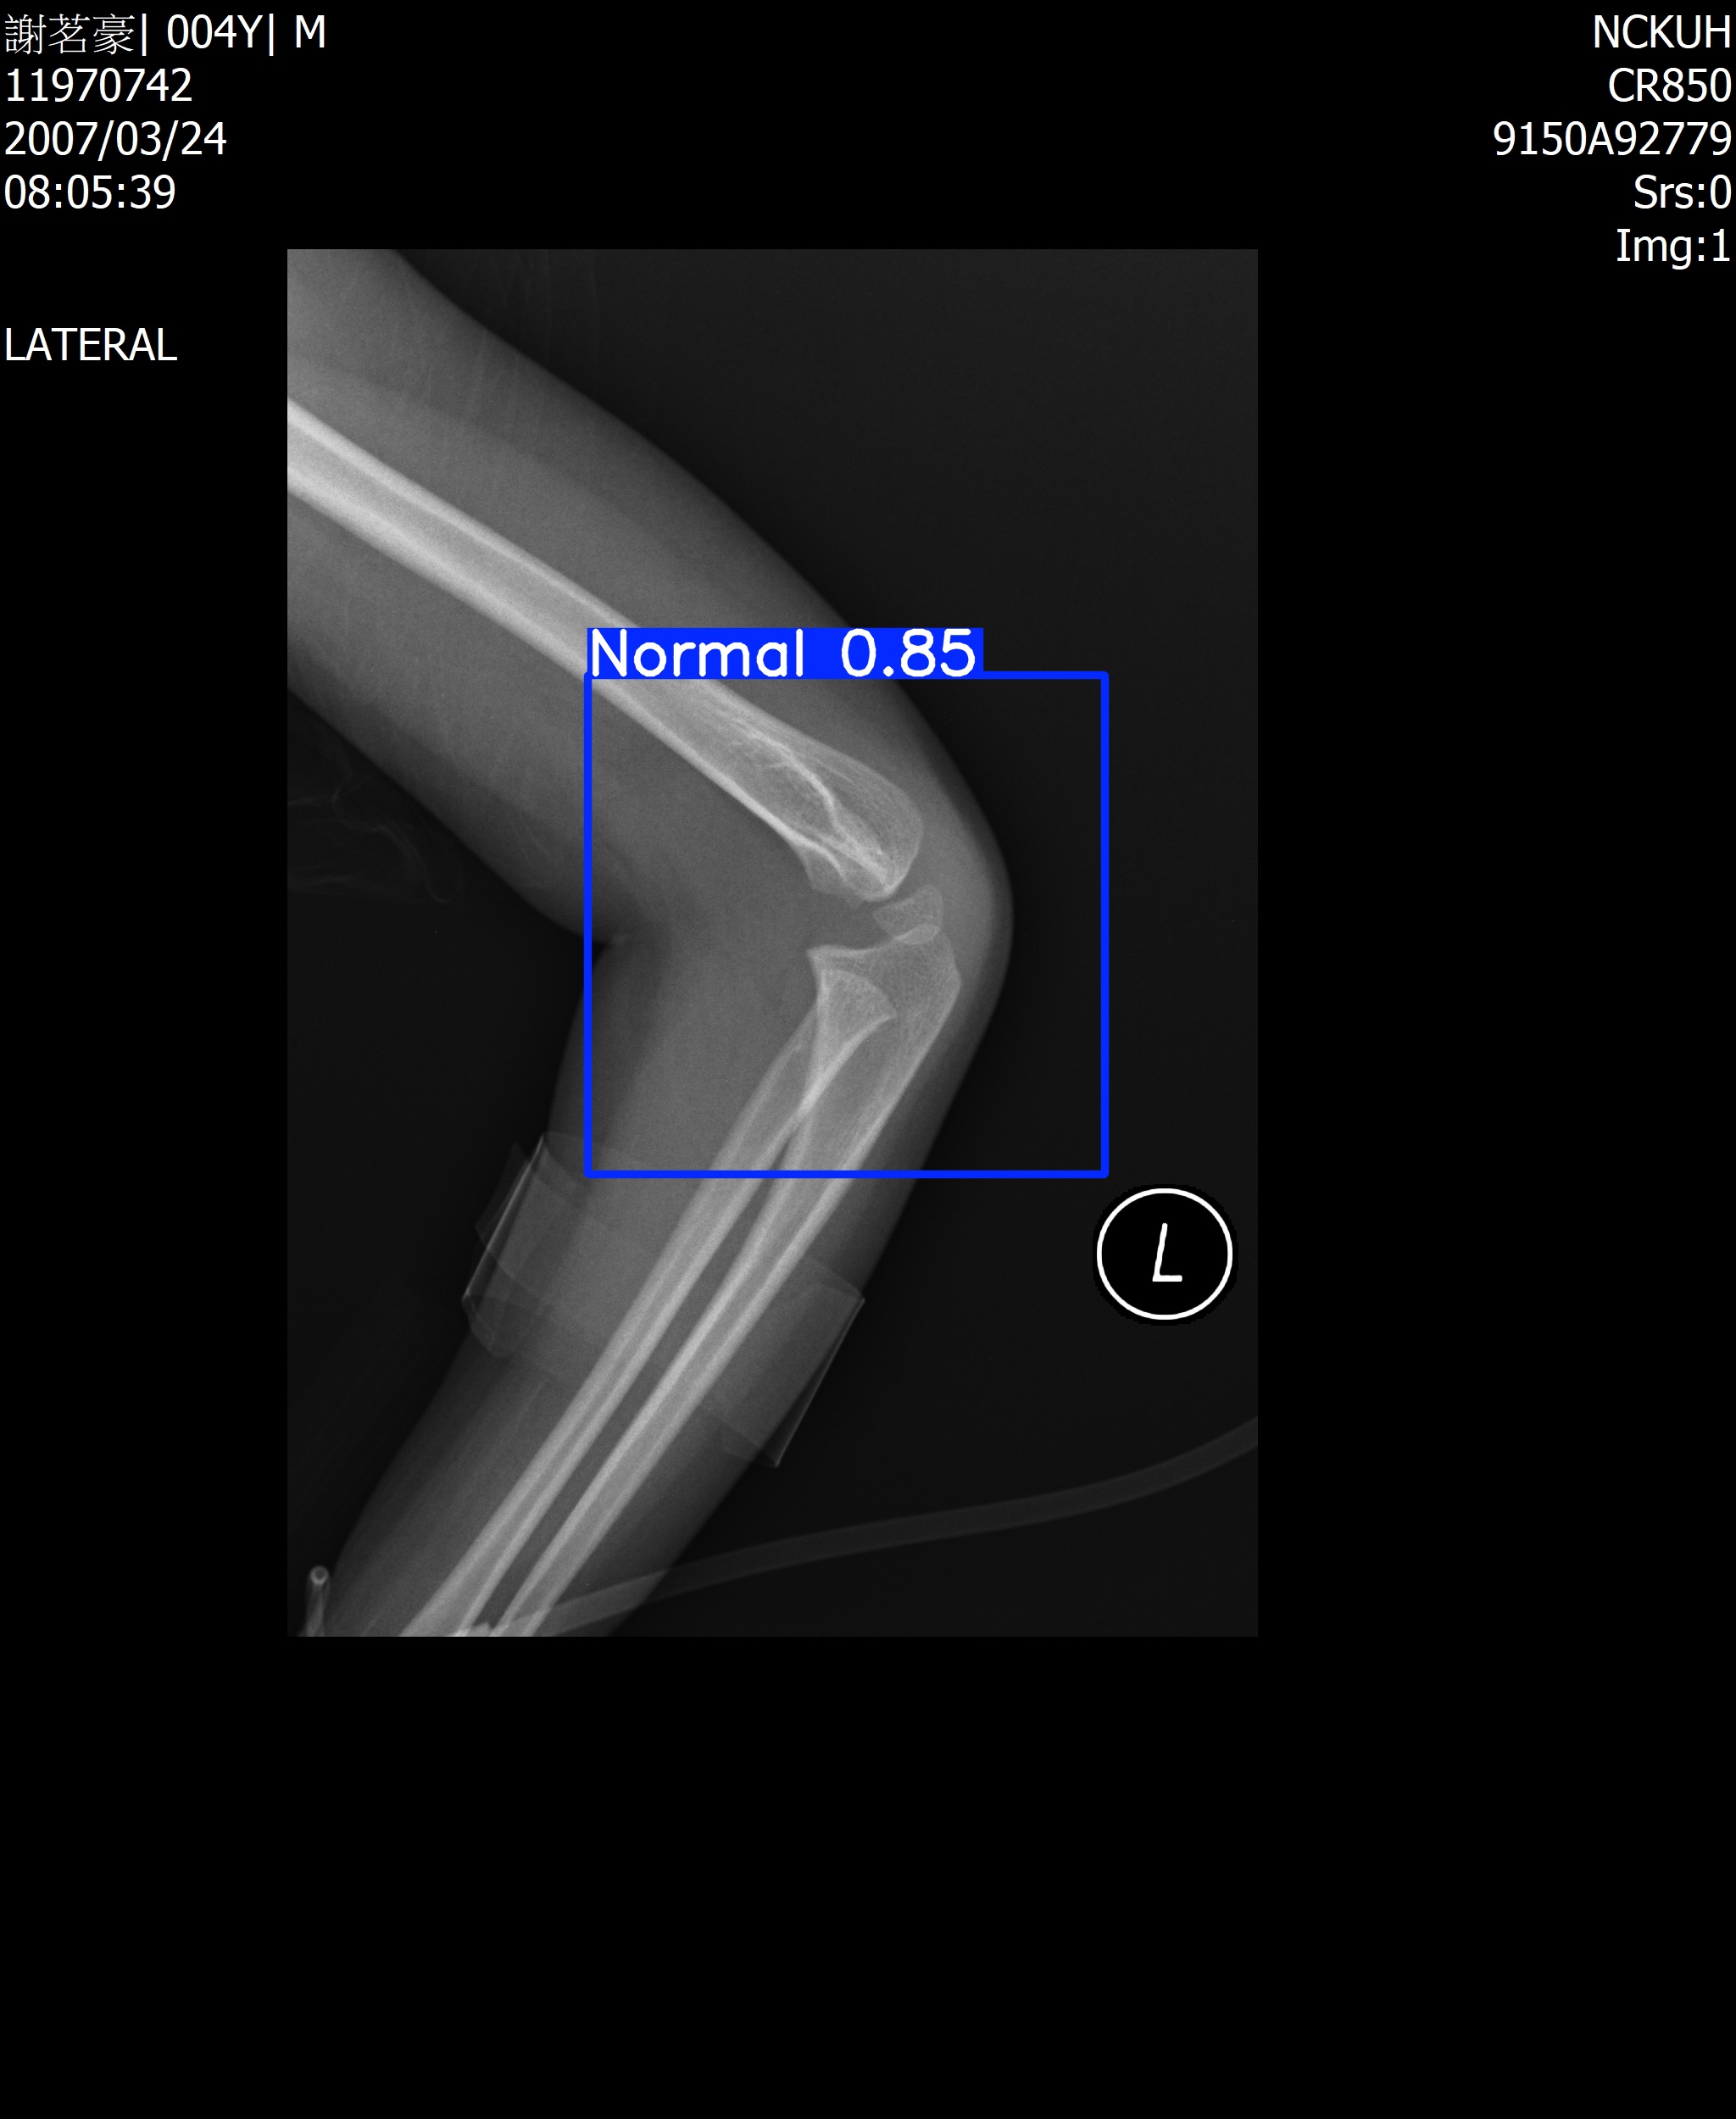 謝茗豪| 004Y| M
11970742
2007/03/24
08:05:39
LATERAL
NCKUH
CR850
9150A92779
Srs:0
Img:1
Normal 0.85
L